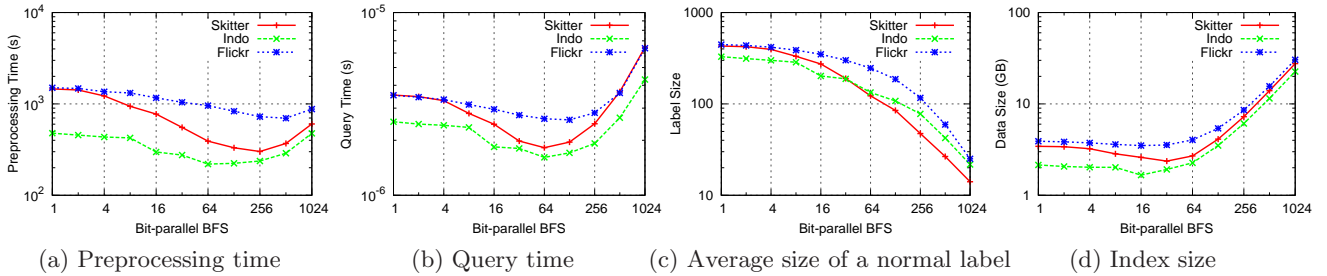 10^4
10^3
10^2
Preprocessing Time (s)
Skitter
Indo
Flickr
1 4 16 64 256 1024
Bit-parallel BFS
(a) Preprocessing time
10^-5
10^-6
Query Time (s)
Skitter
Indo
Flickr
1 4 16 64 256 1024
Bit-parallel BFS
(b) Query time
1000
100
10
Label Size
Skitter
Indo
Flickr
1 4 16 64 256 1024
Bit-parallel BFS
(c) Average size of a normal label
100
10
1
Data Size (GB)
Skitter
Indo
Flickr
1 4 16 64 256 1024
Bit-parallel BFS
(d) Index size